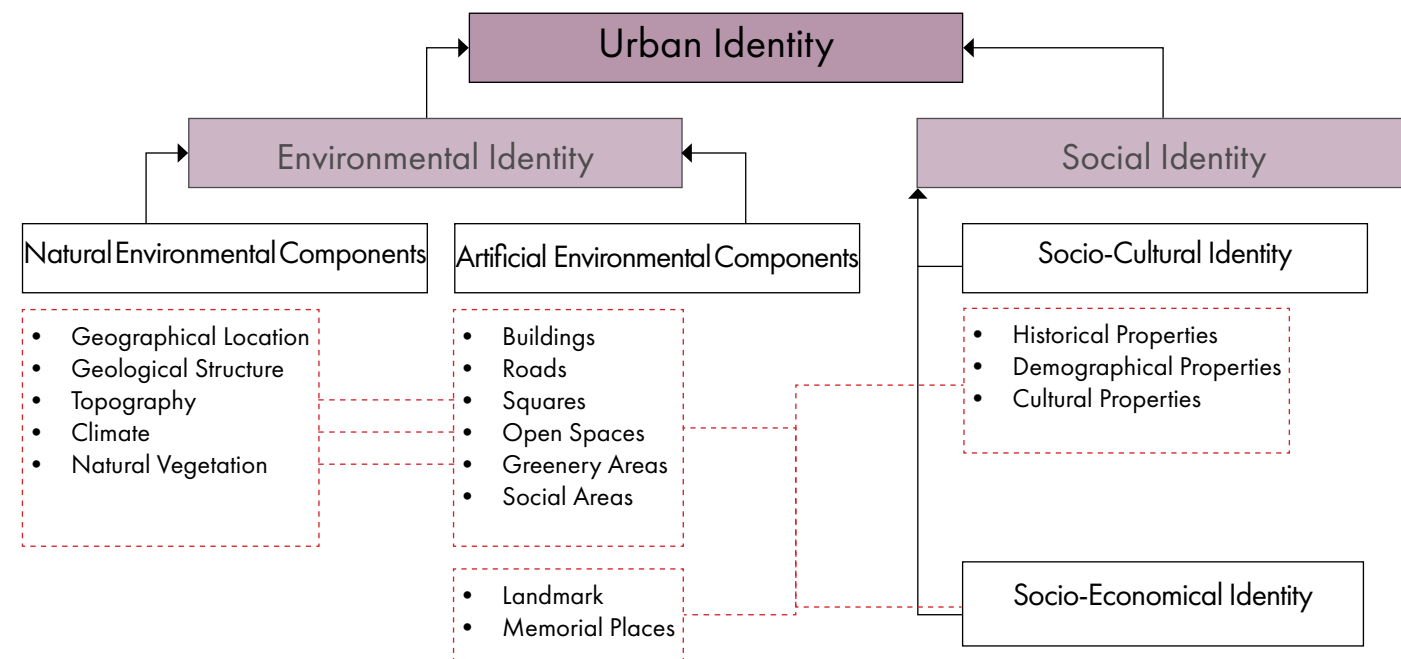 Urban Identity
Environmental Identity
Social Identity
Natural Environmental Components
Artificial Environmental Components
Socio-Cultural Identity
• Geographical Location
• Geological Structure
• Topography
• Climate
• Natural Vegetation
• Buildings
• Roads
• Squares
• Open Spaces
• Greenery Areas
• Social Areas
• Historical Properties
• Demographical Properties
• Cultural Properties
• Landmark
• Memorial Places
Socio-Economical Identity